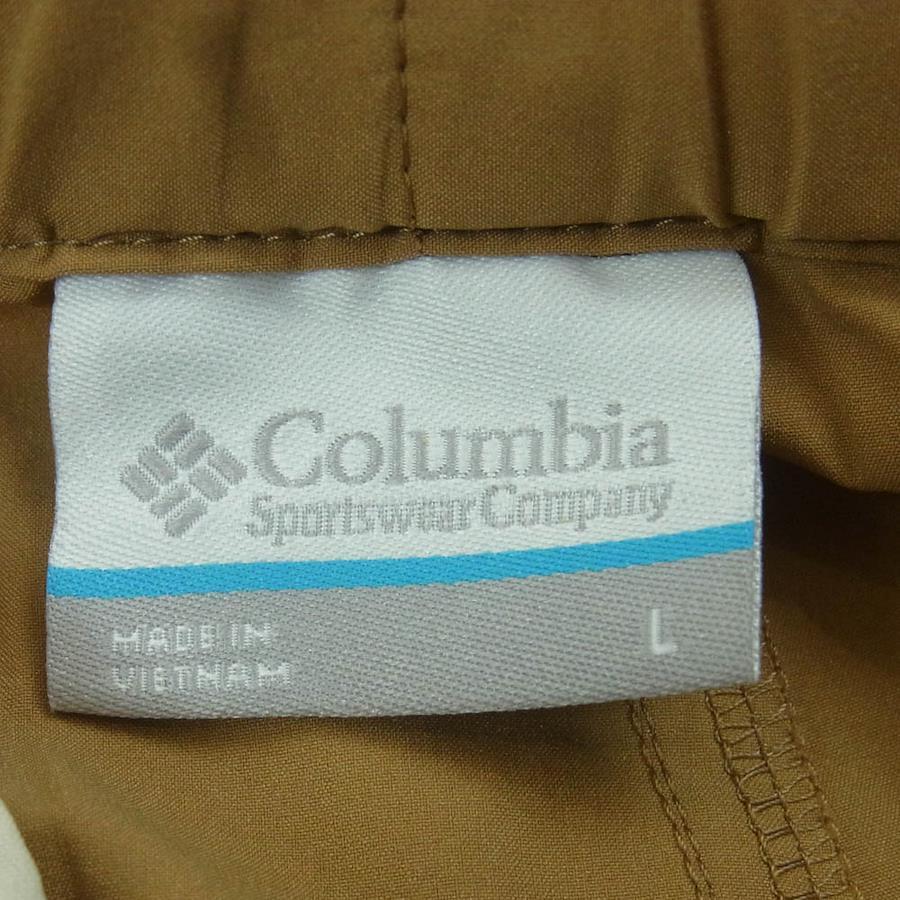 Columbia
Sportswear Company
MADE IN
VIETNAM
L